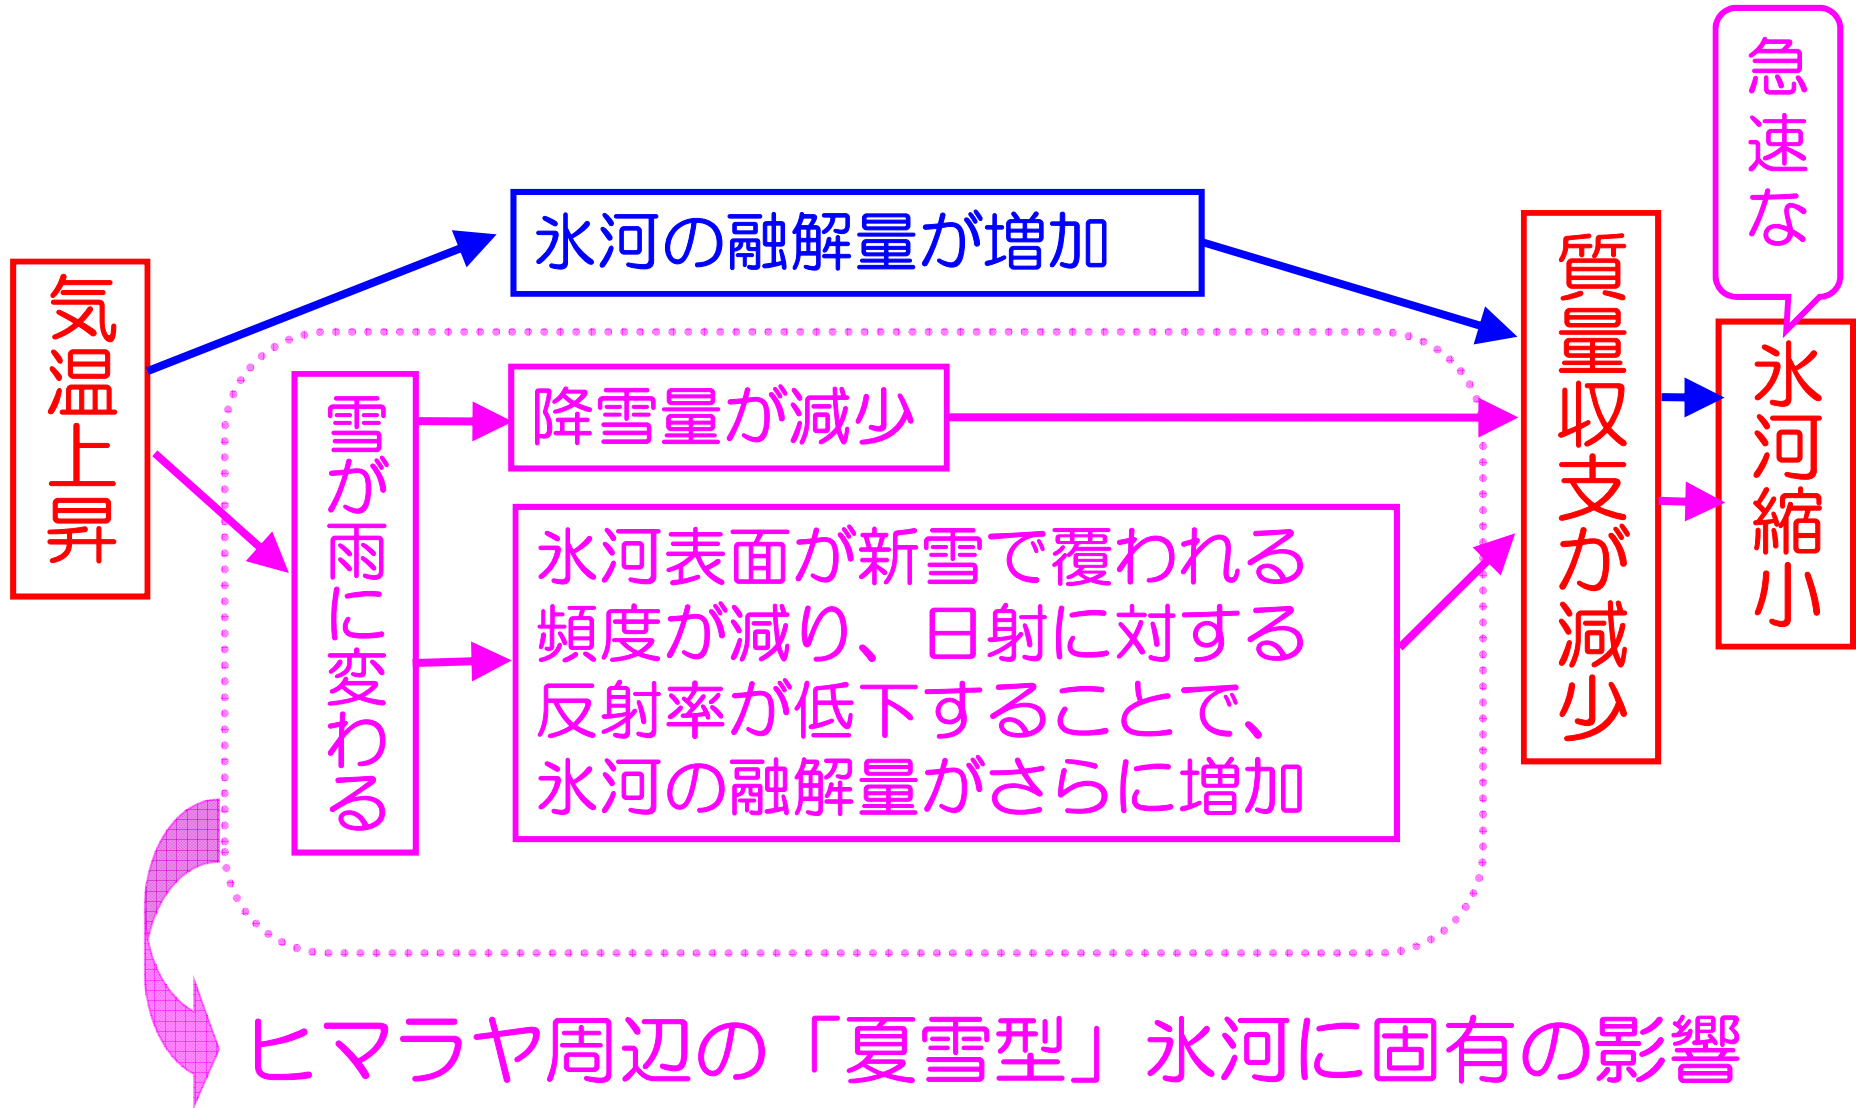 気温上昇
氷河の融解量が増加
雪が雨に変わる
降雪量が減少
氷河表面が新雪で覆われる
頻度が減り、日射に対する
反射率が低下することで、
氷河の融解量がさらに増加
質量収支が減少
急速な
氷河縮小
ヒマラヤ周辺の「夏雪型」氷河に固有の影響